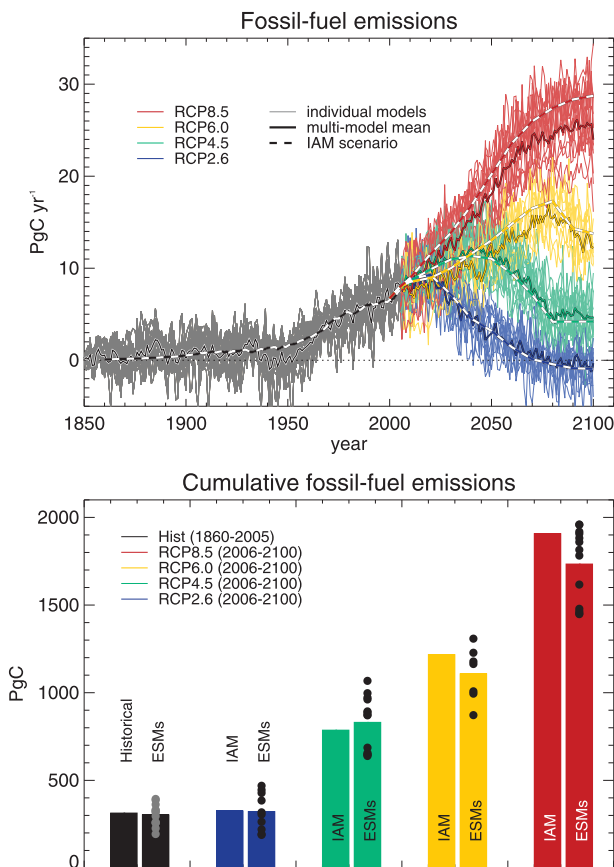 Fossil-fuel emissions
30
20
10
0
PgC yr-1
RCP8.5
RCP6.0
RCP4.5
RCP2.6
individual models
multi-model mean
IAM scenario
1850 1900 1950 2000 2050 2100
year
Cumulative fossil-fuel emissions
2000
1500
1000
500
0
PgC
Hist (1860-2005)
RCP8.5 (2006-2100)
RCP6.0 (2006-2100)
RCP4.5 (2006-2100)
RCP2.6 (2006-2100)
Historical
ESMs
IAM
ESMs
IAM
ESMs
IAM
ESMs
IAM
ESMs